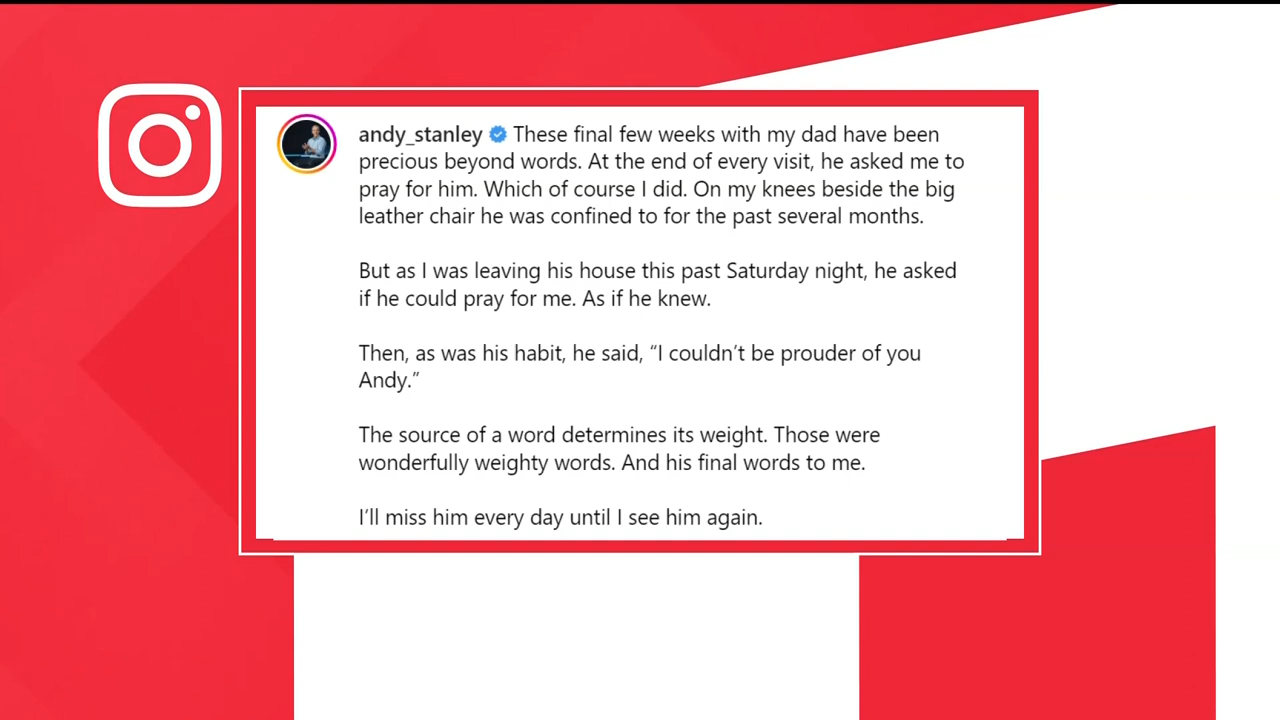 andy_stanley These final few weeks with my dad have been
precious beyond words. At the end of every visit, he asked me to
pray for him. Which of course I did. On my knees beside the big
leather chair he was confined to for the past several months.
But as I was leaving his house this past Saturday night, he asked
if he could pray for me. As if he knew.
Then, as was his habit, he said, “I couldn’t be prouder of you
Andy.”
The source of a word determines its weight. Those were
wonderfully weighty words. And his final words to me.
I’ll miss him every day until I see him again.